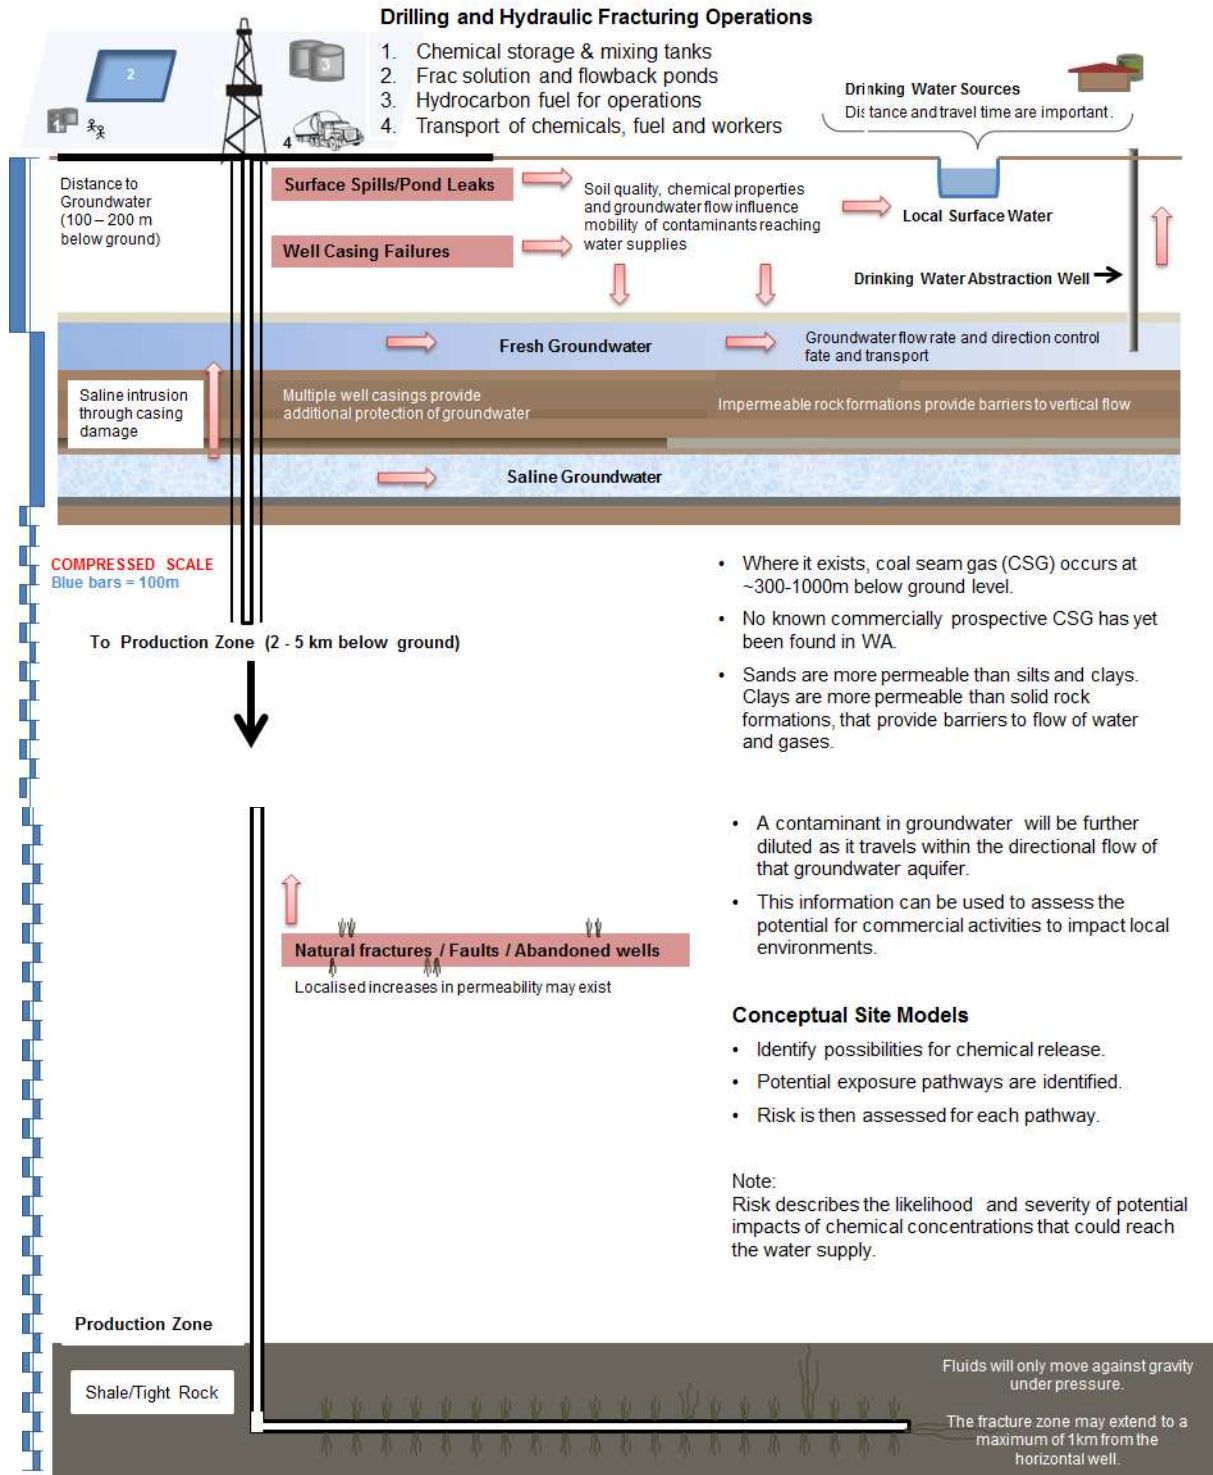 Drilling and Hydraulic Fracturing Operations
1. Chemical storage & mixing tanks
2. Frac solution and flowback ponds
3. Hydrocarbon fuel for operations
4. Transport of chemicals, fuel and workers
2
3
1
4
Drinking Water Sources
Distance and travel time are important.
Distance to
Groundwater
(100 – 200 m
below ground)
Surface Spills/Pond Leaks
Well Casing Failures
Soil quality, chemical properties
and groundwater flow influence
mobility of contaminants reaching
water supplies
Local Surface Water
Drinking Water Abstraction Well
Fresh Groundwater
Groundwater flow rate and direction control
fate and transport
Saline intrusion
through casing
damage
Multiple well casings provide
additional protection of groundwater
Impermeable rock formations provide barriers to vertical flow
Saline Groundwater
COMPRESSED SCALE
Blue bars = 100m
To Production Zone (2 - 5 km below ground)
• Where it exists, coal seam gas (CSG) occurs at
~300-1000m below ground level.
• No known commercially prospective CSG has yet
been found in WA.
• Sands are more permeable than silts and clays.
Clays are more permeable than solid rock
formations, that provide barriers to flow of water
and gases.
• A contaminant in groundwater will be further
diluted as it travels within the directional flow of
that groundwater aquifer.
• This information can be used to assess the
potential for commercial activities to impact local
environments.
Natural fractures / Faults / Abandoned wells
Localised increases in permeability may exist
Conceptual Site Models
• Identify possibilities for chemical release.
• Potential exposure pathways are identified.
• Risk is then assessed for each pathway.
Note:
Risk describes the likelihood and severity of potential
impacts of chemical concentrations that could reach
the water supply.
Production Zone
Shale/Tight Rock
Fluids will only move against gravity
under pressure.
The fracture zone may extend to a
maximum of 1km from the
horizontal well.